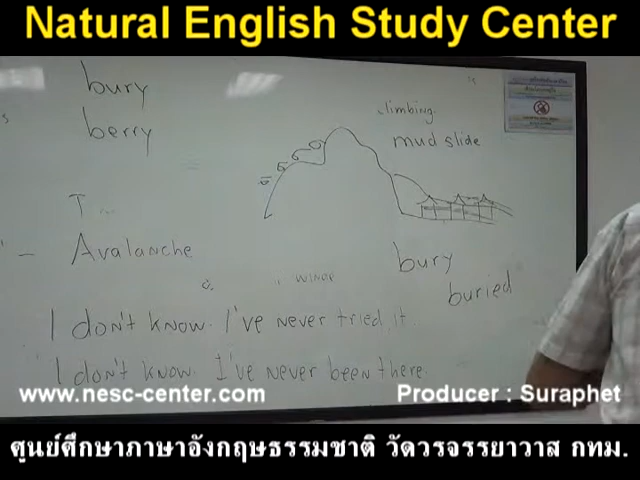 Natural English Study Center
bury
berry
climbing.
mud slide
T
- Avalanche
bury
buried
I don't know. I've never tried it.
I don't know. I've never been there.
www.nesc-center.com Producer : Suraphet
ศูนย์ศึกษาภาษาอังกฤษธรรมชาติ วัดวรจรรยาวาส กทม.